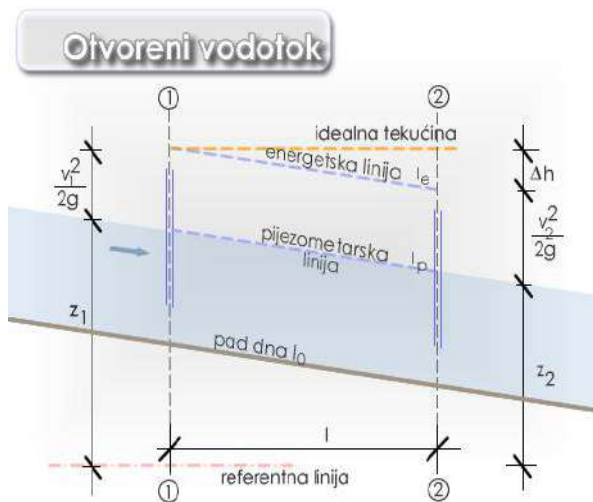 Otvoreni vodotok
① ②
idealna tekućina
energetska linija Ie
Δh
v₁²
2g
v₂²
2g
pijezometarska
linija
Ip
z₁
pad dna I₀
z₂
l
referentna linija
① ②